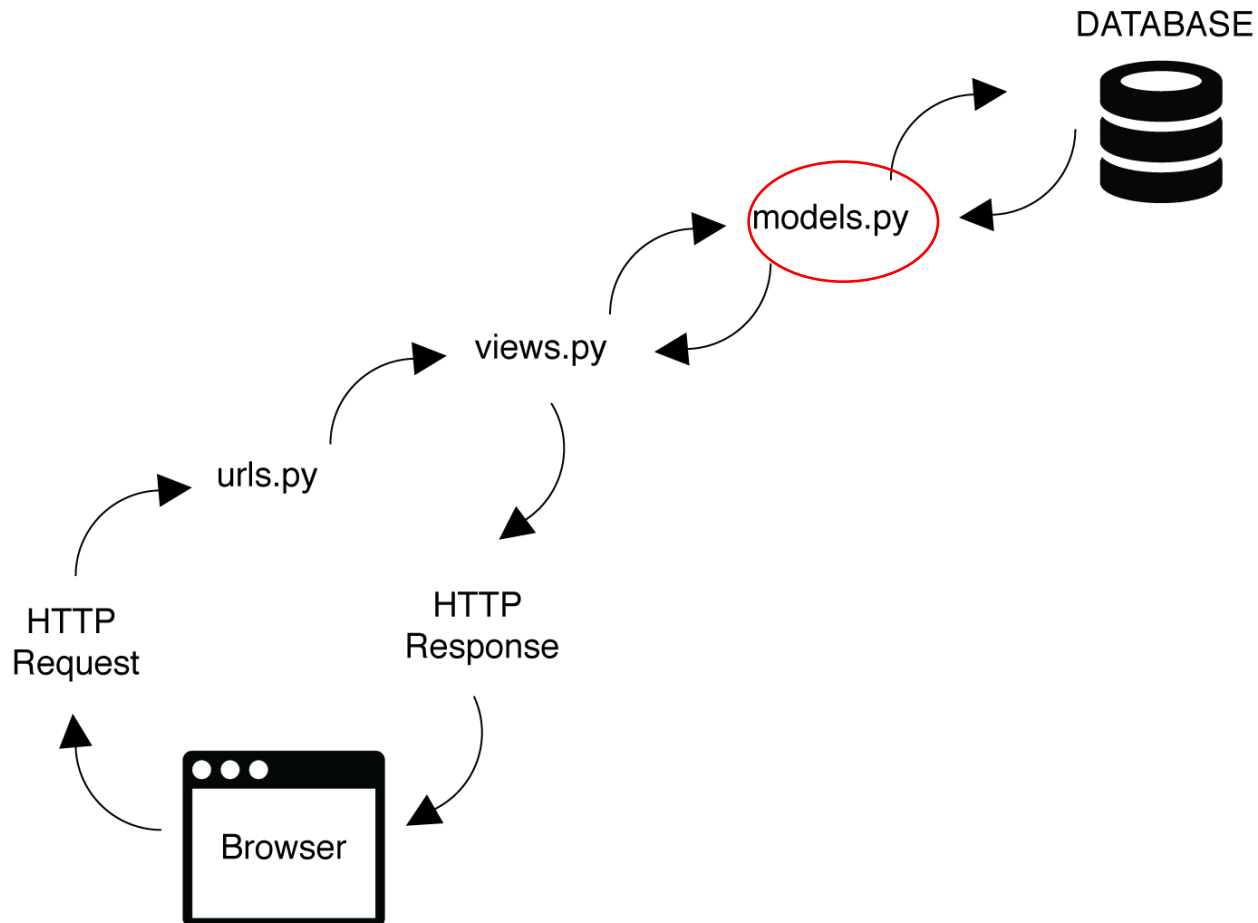 DATABASE
models.py
views.py
urls.py
HTTP
Request
HTTP
Response
Browser